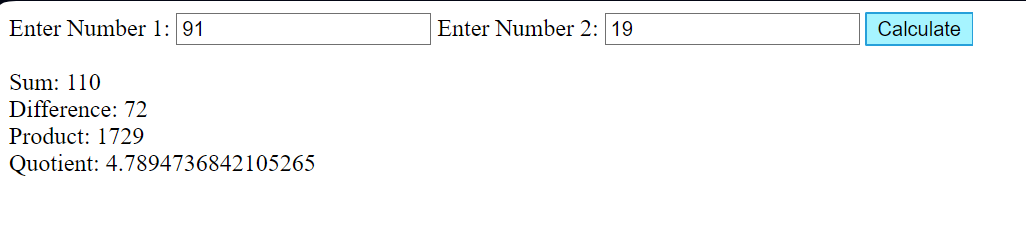 Enter Number 1: 91 Enter Number 2: 19 Calculate
Sum: 110
Difference: 72
Product: 1729
Quotient: 4.7894736842105265